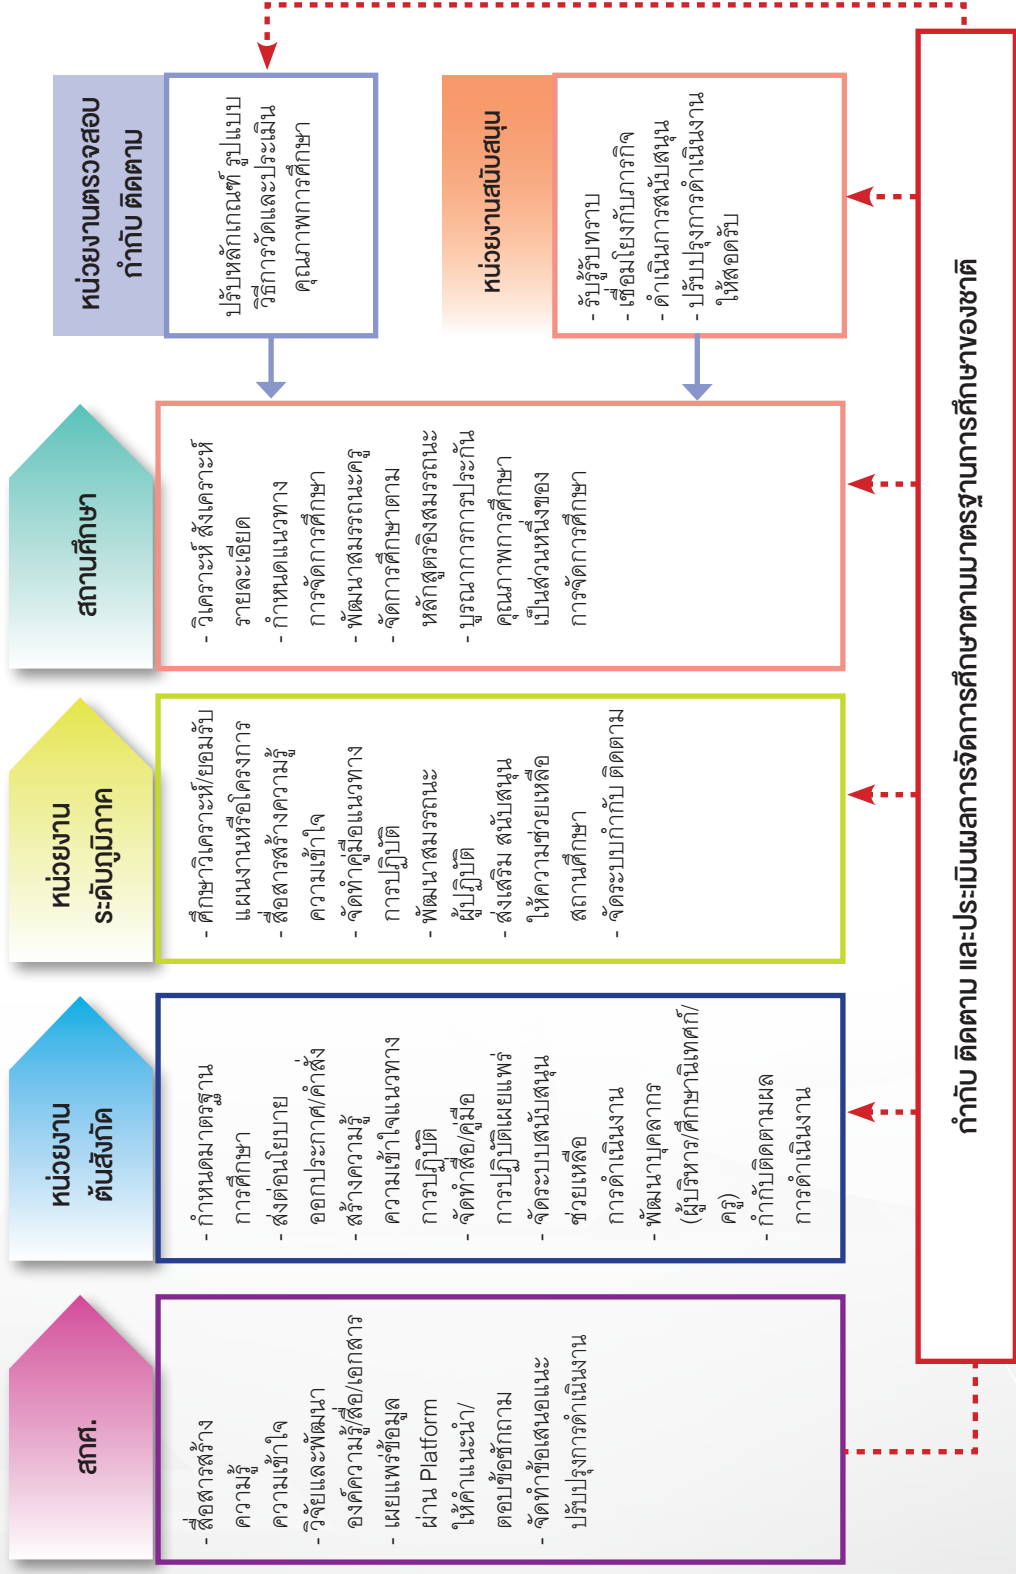 สกศ.
- สื่อสารสร้าง
ความรู้
ความเข้าใจ
- วิจัยและพัฒนา
องค์ความรู้/สื่อ/เอกสาร
- เผยแพร่ข้อมูล
ผ่าน Platform
ให้คำแนะนำ/
ตอบข้อซักถาม
- จัดทำข้อเสนอแนะ
ปรับปรุงการดำเนินงาน
หน่วยงาน
ต้นสังกัด
- กำหนดมาตรฐาน
การศึกษา
- ส่งต่อนโยบาย
ออกประกาศ/คำสั่ง
- สร้างความรู้
ความเข้าใจแนวทาง
การปฏิบัติ
- จัดทำสื่อ/คู่มือ
การปฏิบัติเผยแพร่
- จัดระบบสนับสนุน
ช่วยเหลือ
การดำเนินงาน
- พัฒนาบุคลากร
(ผู้บริหาร/ศึกษานิเทศก์/
ครู)
- กำกับติดตามผล
การดำเนินงาน
หน่วยงาน
ระดับภูมิภาค
- ศึกษาวิเคราะห์/ยอมรับ
แผนงานหรือโครงการ
- สื่อสารสร้างความรู้
ความเข้าใจ
- จัดทำคู่มือแนวทาง
การปฏิบัติ
- พัฒนาสมรรถนะ
ผู้ปฏิบัติ
- ส่งเสริม สนับสนุน
ให้ความช่วยเหลือ
สถานศึกษา
- จัดระบบกำกับ ติดตาม
สถานศึกษา
- วิเคราะห์ สังเคราะห์
รายละเอียด
- กำหนดแนวทาง
การจัดการศึกษา
- พัฒนาสมรรถนะครู
- จัดการศึกษาตาม
หลักสูตรอิงสมรรถนะ
- บูรณาการการประกัน
คุณภาพการศึกษา
เป็นส่วนหนึ่งของ
การจัดการศึกษา
หน่วยงานตรวจสอบ
กำกับ ติดตาม
ปรับหลักเกณฑ์ รูปแบบ
วิธีการวัดและประเมิน
คุณภาพการศึกษา
หน่วยงานสนับสนุน
- รับรู้รับทราบ
- เชื่อมโยงกับภารกิจ
- ดำเนินการสนับสนุน
- ปรับปรุงการดำเนินงาน
ให้สอดรับ
กำกับ ติดตาม และประเมินผลการจัดการศึกษาตามมาตรฐานการศึกษาของชาติ